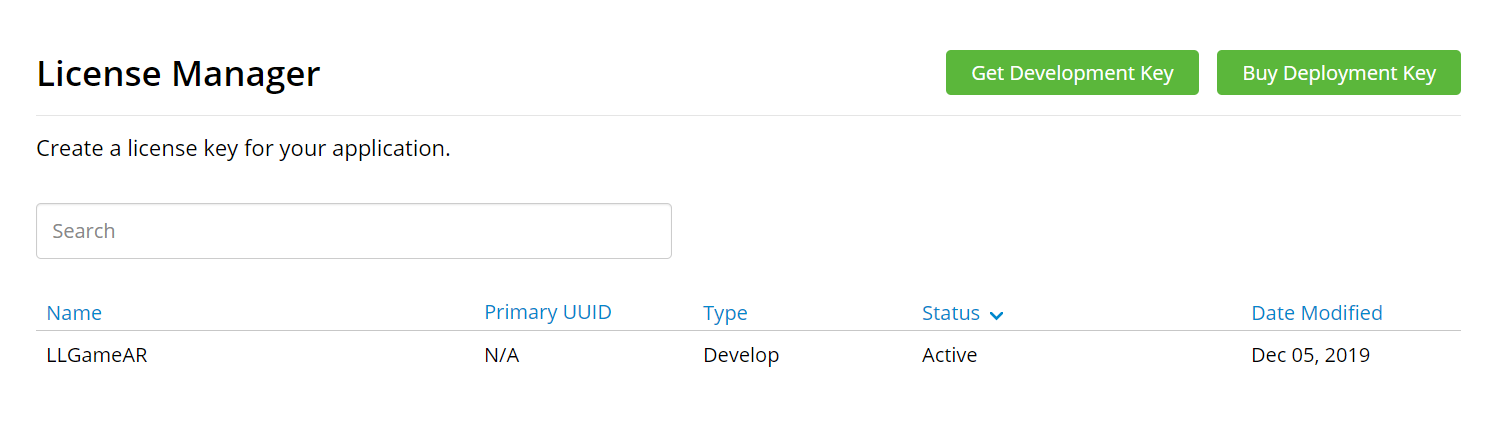 License Manager
Get Development Key
Buy Deployment Key
Create a license key for your application.
Search
Name Primary UUID Type Status Date Modified
LLGameAR N/A Develop Active Dec 05, 2019